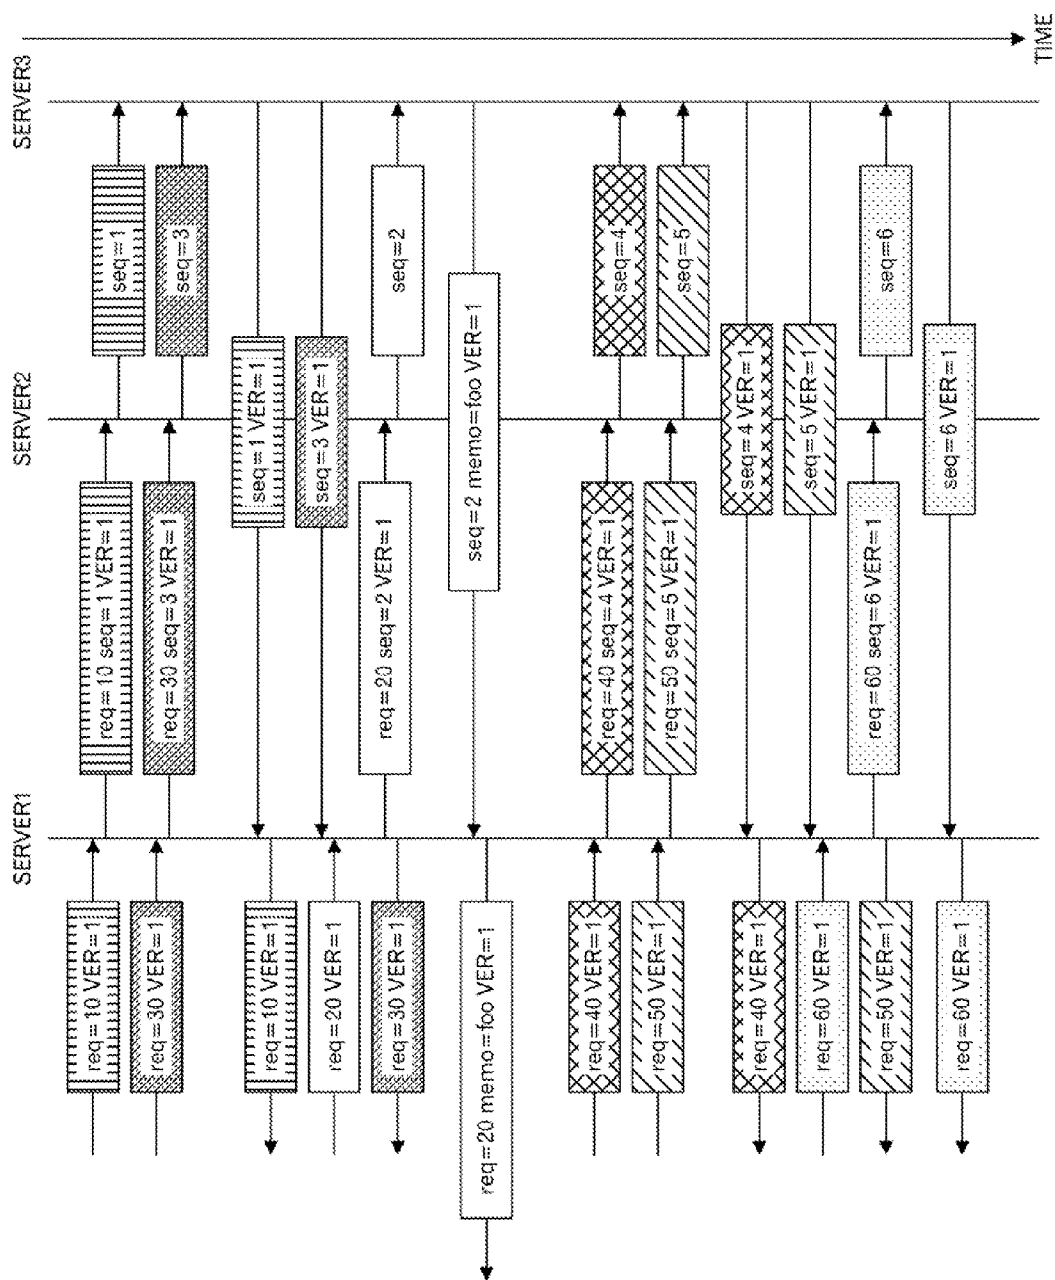 SERVER1
SERVER2
SERVER3
req=10 VER=1
req=10 seq=1 VER=1
seq=1
req=30 VER=1
req=30 seq=3 VER=1
seq=3
seq=1 VER=1
req=10 VER=1
seq=3 VER=1
req=20 VER=1
req=20 seq=2 VER=1
seq=2
req=30 VER=1
seq=2 memo=foo VER=1
req=20 memo=foo VER=1
req=40 VER=1
req=40 seq=4 VER=1
seq=4
req=50 VER=1
req=50 seq=5 VER=1
seq=5
seq=4 VER=1
req=40 VER=1
seq=5 VER=1
req=60 VER=1
req=60 seq=6 VER=1
seq=6
req=50 VER=1
seq=6 VER=1
req=60 VER=1
TIME